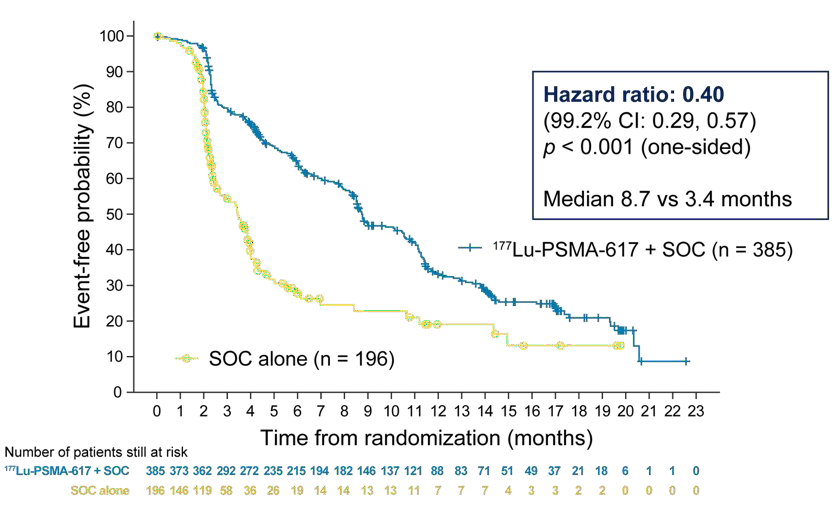 Event-free probability (%)
100
90
80
70
60
50
40
30
20
10
0
Hazard ratio: 0.40
(99.2% CI: 0.29, 0.57)
p < 0.001 (one-sided)
Median 8.7 vs 3.4 months
¹⁷⁷Lu-PSMA-617 + SOC (n = 385)
SOC alone (n = 196)
0 1 2 3 4 5 6 7 8 9 10 11 12 13 14 15 16 17 18 19 20 21 22 23
Time from randomization (months)
Number of patients still at risk
¹⁷⁷Lu-PSMA-617 + SOC 385 373 362 292 272 235 215 194 182 146 137 121 88 83 71 51 49 37 21 18 6 1 1 0
SOC alone 196 146 119 58 36 26 19 14 14 13 13 11 7 7 7 4 3 3 2 2 0 0 0 0